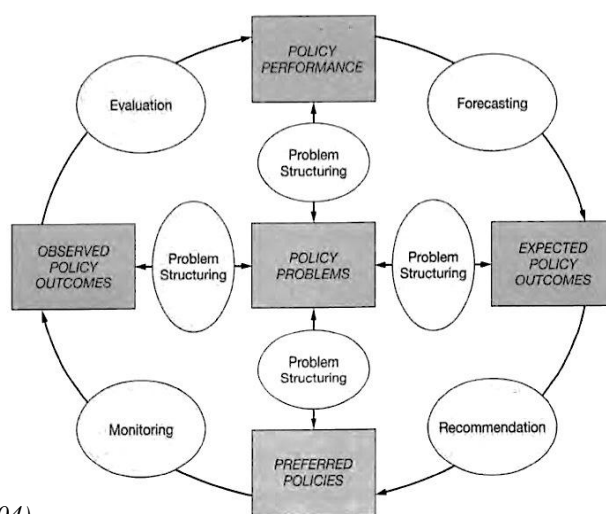 POLICY
PERFORMANCE
Evaluation
Forecasting
Problem
Structuring
OBSERVED
POLICY
OUTCOMES
Problem
Structuring
POLICY
PROBLEMS
Problem
Structuring
EXPECTED
POLICY
OUTCOMES
Problem
Structuring
Monitoring
Recommendation
PREFERRED
POLICIES